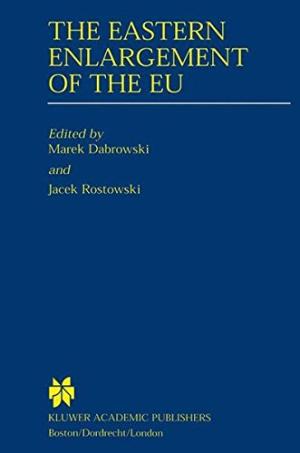 THE EASTERN
ENLARGEMENT
OF THE EU
Edited by
Marek Dabrowski
and
Jacek Rostowski
KLUWER ACADEMIC PUBLISHERS
Boston/Dordrecht/London